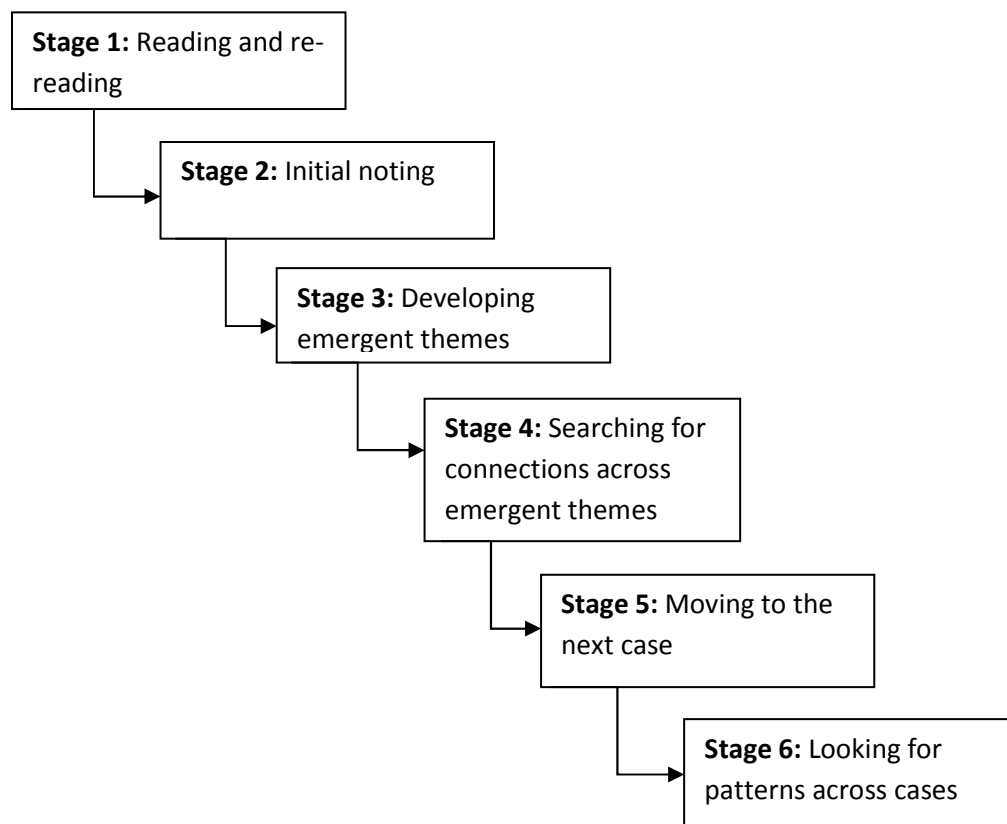 Stage 1: Reading and re-
reading
Stage 2: Initial noting
Stage 3: Developing
emergent themes
Stage 4: Searching for
connections across
emergent themes
Stage 5: Moving to the
next case
Stage 6: Looking for
patterns across cases